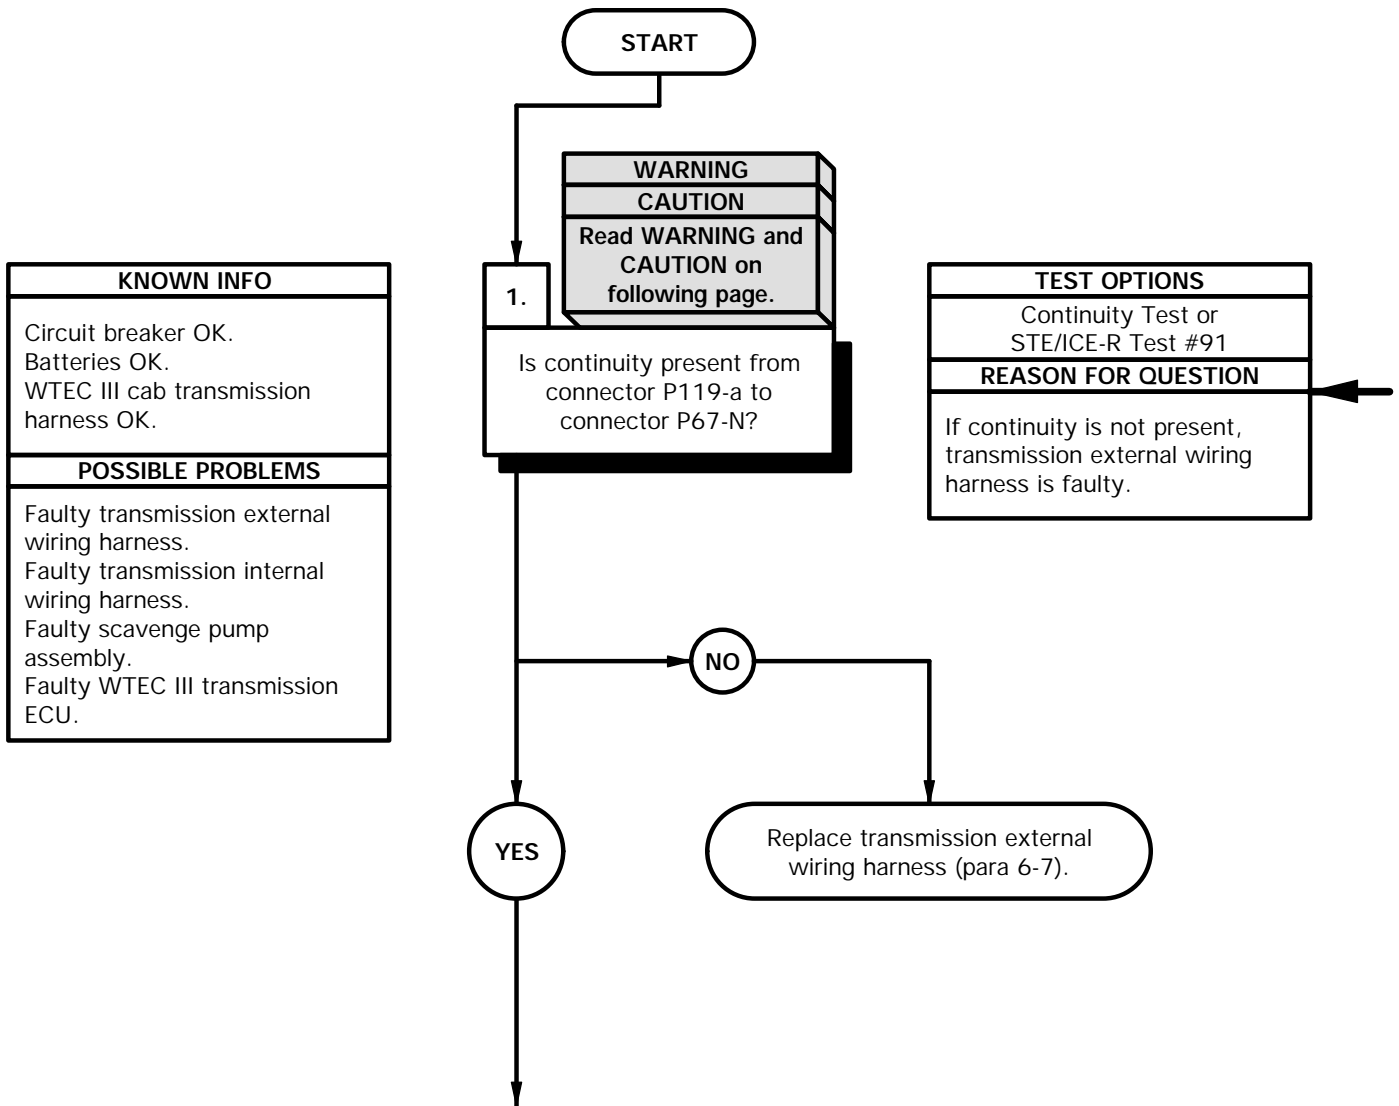 START
WARNING
CAUTION
Read WARNING and
CAUTION on
following page.
KNOWN INFO
Circuit breaker OK.
Batteries OK.
WTEC III cab transmission
harness OK.
POSSIBLE PROBLEMS
Faulty transmission external
wiring harness.
Faulty transmission internal
wiring harness.
Faulty scavenge pump
assembly.
Faulty WTEC III transmission
ECU.
1.
Is continuity present from
connector P119-a to
connector P67-N?
TEST OPTIONS
Continuity Test or
STE/ICE-R Test #91
REASON FOR QUESTION
If continuity is not present,
transmission external wiring
harness is faulty.
NO
YES
Replace transmission external
wiring harness (para 6-7).